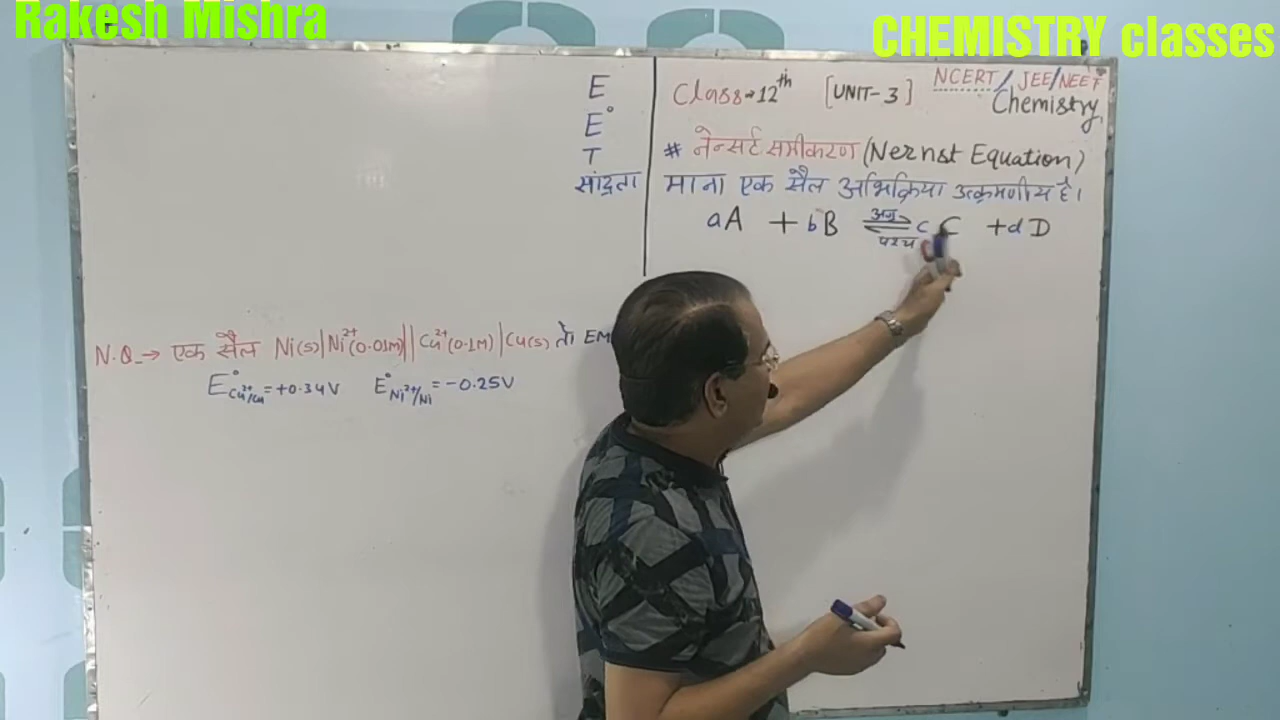 Rakesh Mishra
CHEMISTRY classes
E
E°
T
सांद्रता
Class→12th [UNIT-3] NCERT/JEE/NEET
Chemistry
# नेन्सर्ट समीकरण (Nernst Equation)
माना एक सैल अभिक्रिया उत्क्रमणीय है।
aA + bB ⇌ cC + dD
अग्र
पश्च
N.Q.→ एक सैल Ni(s)|Ni²⁺(0.01M)||Cu²⁺(0.1M)|Cu(s) तो EM
E°Cu²⁺/Cu=+0.34V E°Ni²⁺/Ni=-0.25V